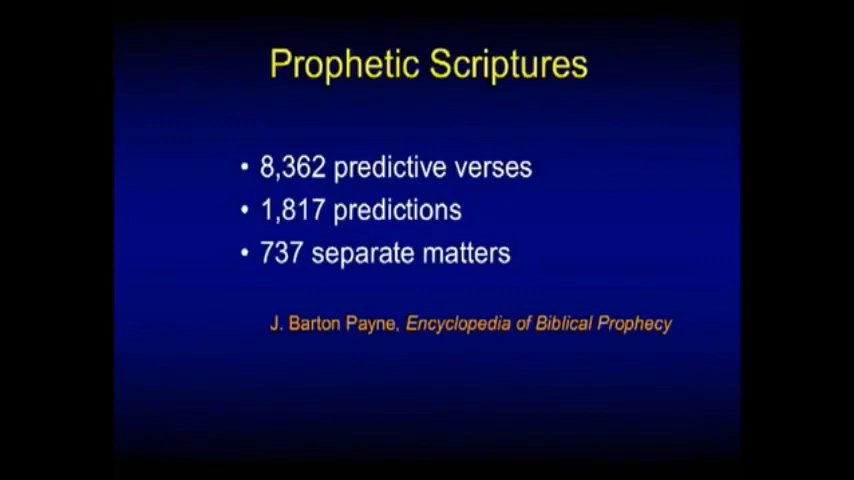 Prophetic Scriptures
• 8,362 predictive verses
• 1,817 predictions
• 737 separate matters
J. Barton Payne, Encyclopedia of Biblical Prophecy